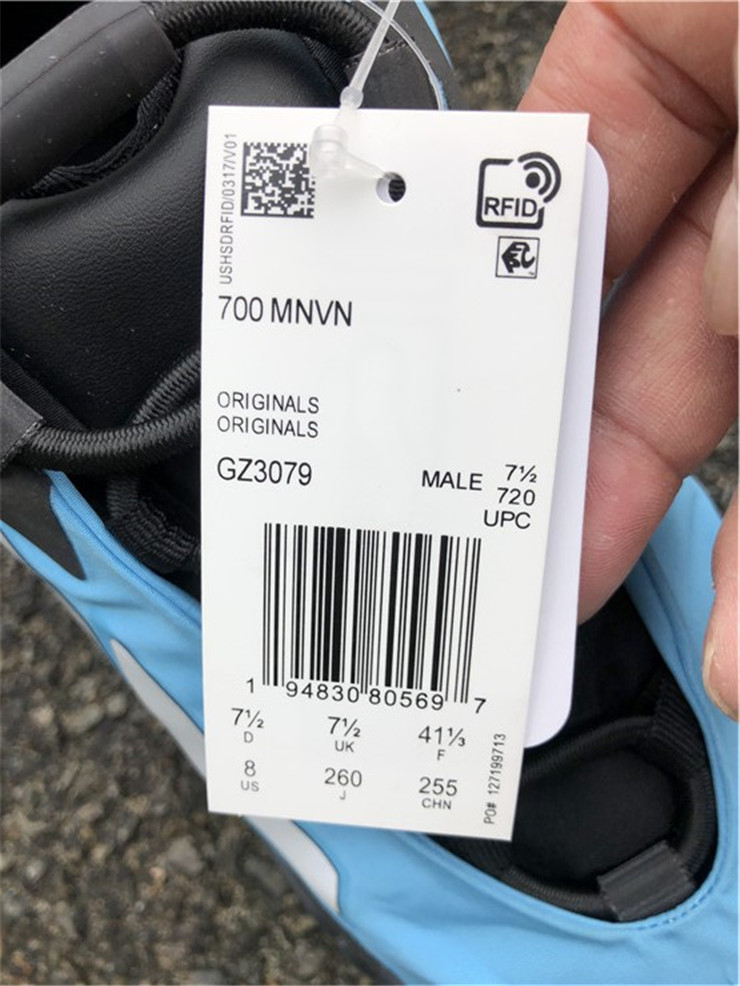 USHSDRFID/0317/V01
RFID
700 MNVN
ORIGINALS
ORIGINALS
GZ3079
MALE 7½
720
UPC
1 94830 80569 7
7½ 7½ 41⅓
D UK F
8 260 255
US J CHN
PO# 127199713